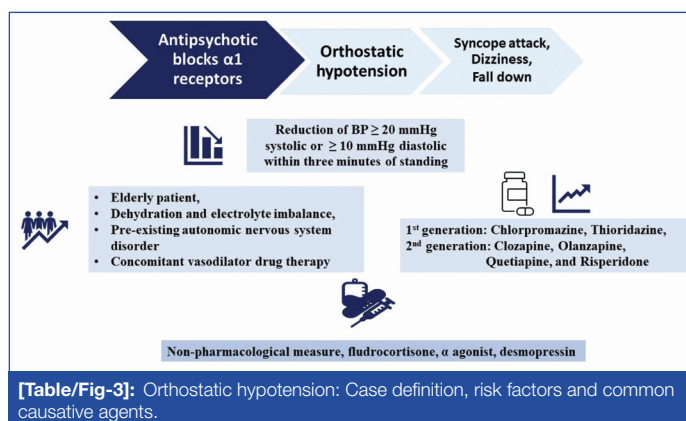 Antipsychotic
blocks α1
receptors
Orthostatic
hypotension
Syncope attack,
Dizziness,
Fall down
Reduction of BP ≥ 20 mmHg
systolic or ≥ 10 mmHg diastolic
within three minutes of standing
• Elderly patient,
• Dehydration and electrolyte imbalance,
• Pre-existing autonomic nervous system
disorder
• Concomitant vasodilator drug therapy
1st generation: Chlorpromazine, Thioridazine,
2nd generation: Clozapine, Olanzapine,
Quetiapine, and Risperidone
Non-pharmacological measure, fludrocortisone, α agonist, desmopressin
[Table/Fig-3]: Orthostatic hypotension: Case definition, risk factors and common
causative agents.